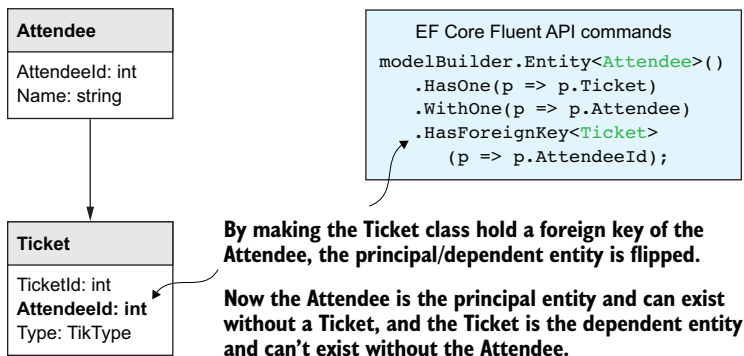 Attendee
AttendeeId: int
Name: string
EF Core Fluent API commands
modelBuilder.Entity<Attendee>()
.HasOne(p => p.Ticket)
.WithOne(p => p.Attendee)
.HasForeignKey<Ticket>
(p => p.AttendeeId);
Ticket
TicketId: int
AttendeeId: int
Type: TikType
By making the Ticket class hold a foreign key of the
Attendee, the principal/dependent entity is flipped.
Now the Attendee is the principal entity and can exist
without a Ticket, and the Ticket is the dependent entity
and can’t exist without the Attendee.